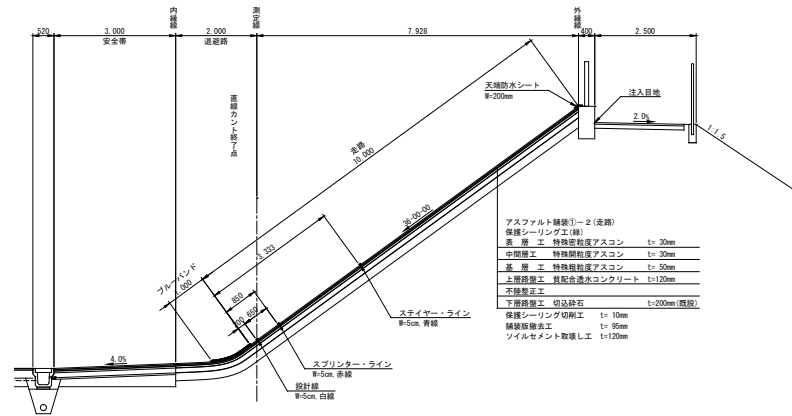 520
3.000
安全帯
内縁線
2.000
退避路
測定線
7.928
外縁線
400
2.500
天端防水シート
W=200mm
注入目地
2.0%
1:1.5
直線カント終了点
走路
10.000
36-00-00
3.333
ブルーバンド
1.000
850
650
200
4.0%
ステイヤー・ライン
W=5cm, 青線
スプリンター・ライン
W=5cm, 赤線
設計線
W=5cm, 白線
アスファルト舗装①-2(走路)
保護シーリング工(緑)
表 層 工 特殊密粒度アスコン t= 30mm
中間層工 特殊開粒度アスコン t= 30mm
基 層 工 特殊粗粒度アスコン t= 50mm
上層路盤工 貧配合透水コンクリート t=120mm
不陸整正工
下層路盤工 切込砕石 t=200mm(既設)
保護シーリング切削工 t= 10mm
舗装版撤去工 t= 95mm
ソイルセメント取壊し工 t=120mm